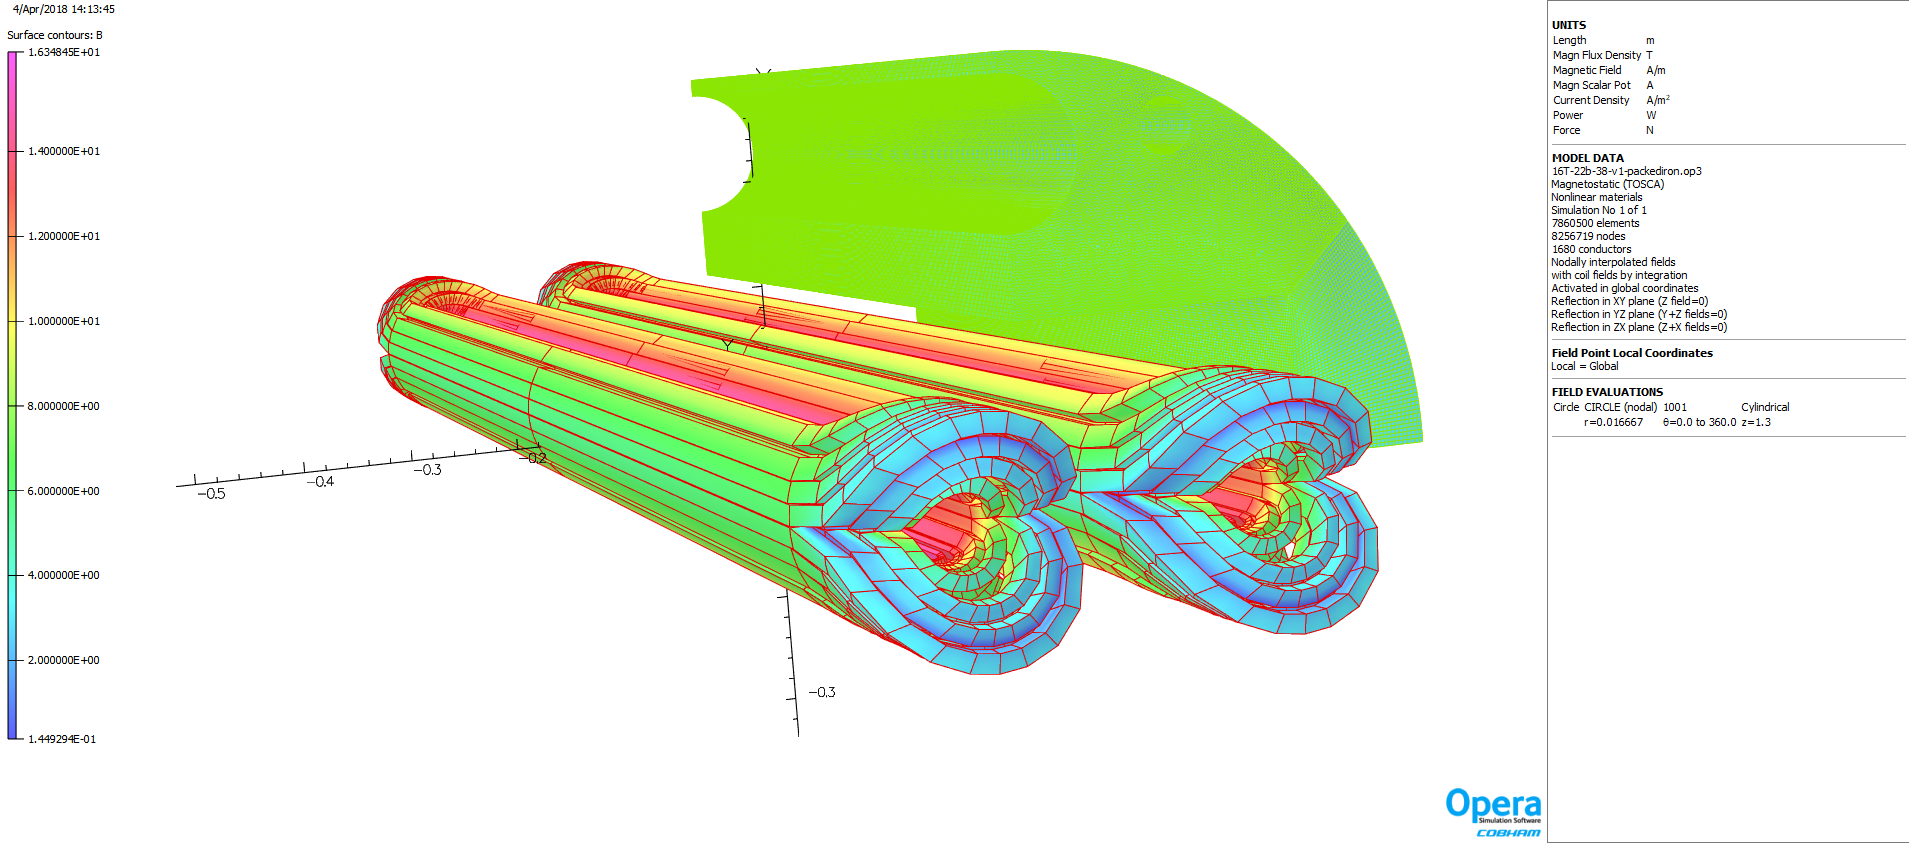 4/Apr/2018 14:13:45
Surface contours: B
1.634845E+01
1.400000E+01
1.200000E+01
1.000000E+01
8.000000E+00
6.000000E+00
4.000000E+00
2.000000E+00
1.449294E-01
Y
Y
-0.5
-0.4
-0.3
-0.2
-0.3
UNITS
Length m
Magn Flux Density T
Magnetic Field A/m
Magn Scalar Pot A
Current Density A/m²
Power W
Force N
MODEL DATA
16T-22b-38-v1-packediron.op3
Magnetostatic (TOSCA)
Nonlinear materials
Simulation No 1 of 1
7860500 elements
8256719 nodes
1680 conductors
Nodally interpolated fields
with coil fields by integration
Activated in global coordinates
Reflection in XY plane (Z field=0)
Reflection in YZ plane (Y+Z fields=0)
Reflection in ZX plane (Z+X fields=0)
Field Point Local Coordinates
Local = Global
FIELD EVALUATIONS
Circle CIRCLE (nodal) 1001 Cylindrical
r=0.016667 θ=0.0 to 360.0 z=1.3
Opera
Simulation Software
COBHAM